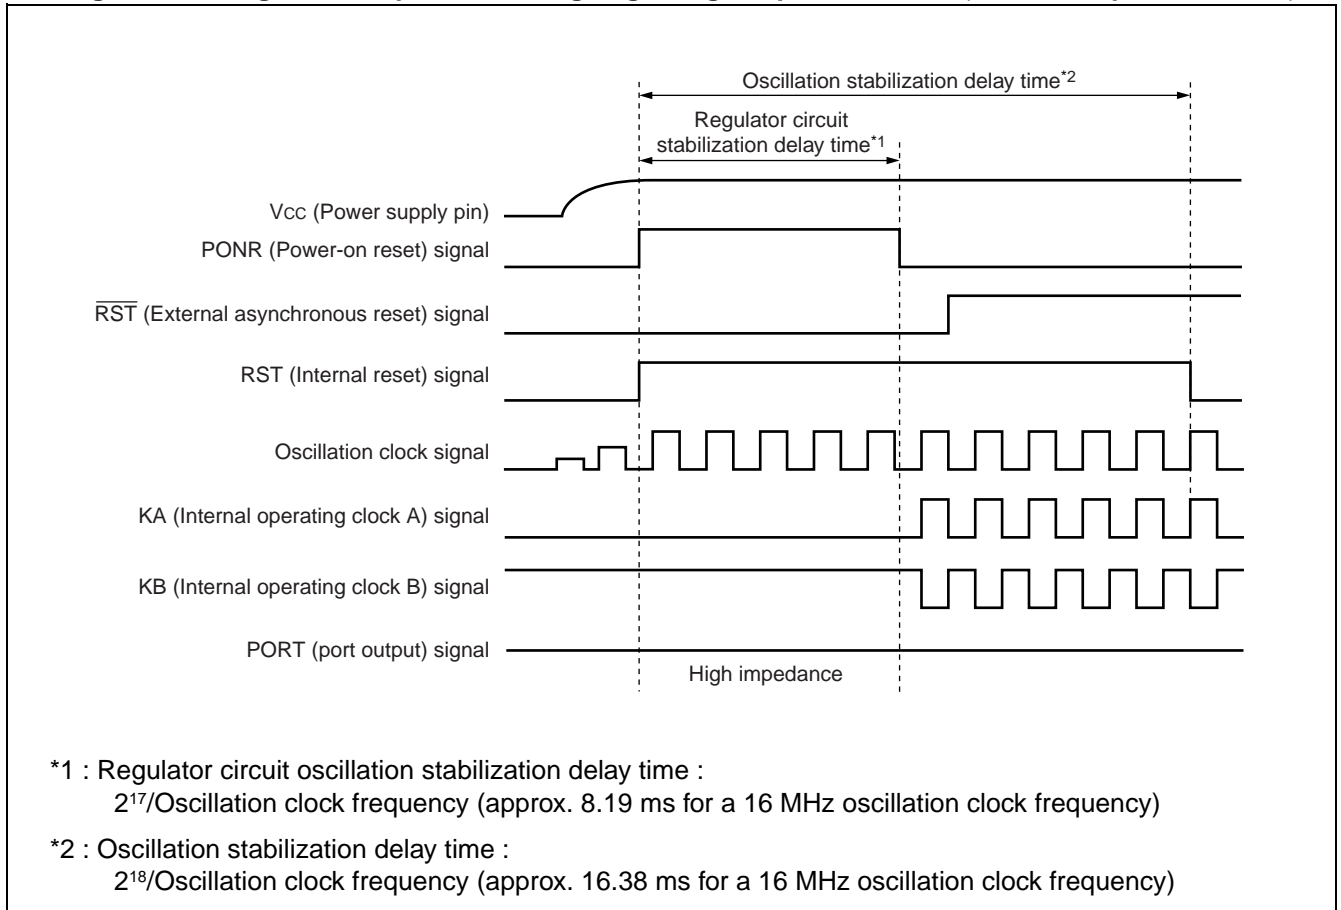 Oscillation stabilization delay time*2
Regulator circuit
stabilization delay time*1
Vcc (Power supply pin)
PONR (Power-on reset) signal
R̅S̅T̅ (External asynchronous reset) signal
RST (Internal reset) signal
Oscillation clock signal
KA (Internal operating clock A) signal
KB (Internal operating clock B) signal
PORT (port output) signal
High impedance
*1 : Regulator circuit oscillation stabilization delay time :
2¹⁷/Oscillation clock frequency (approx. 8.19 ms for a 16 MHz oscillation clock frequency)
*2 : Oscillation stabilization delay time :
2¹⁸/Oscillation clock frequency (approx. 16.38 ms for a 16 MHz oscillation clock frequency)